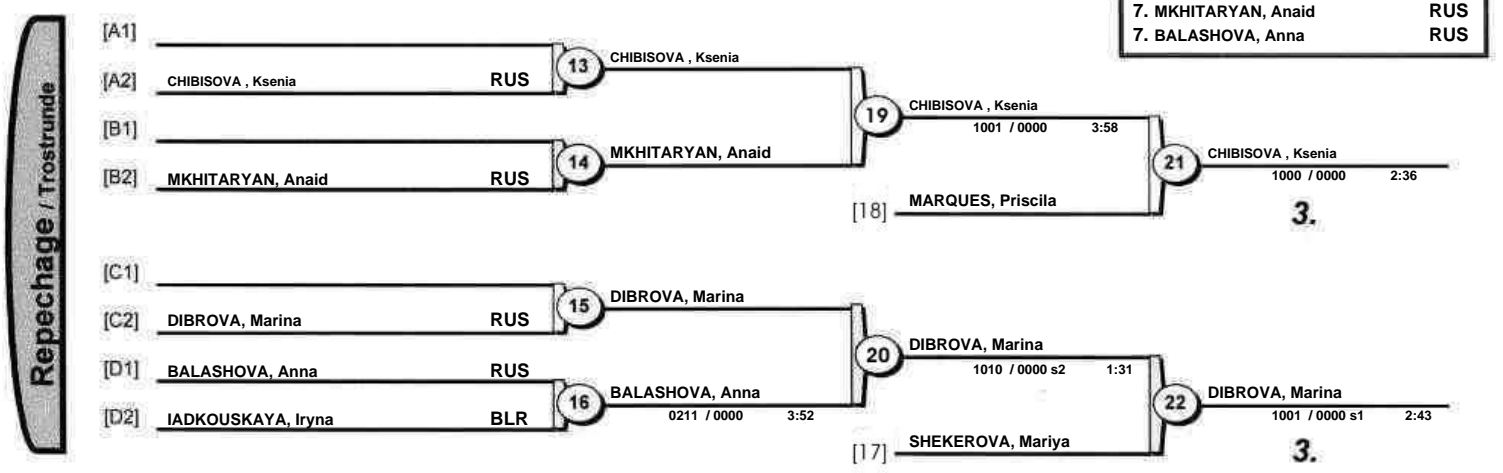 7. MKHITARYAN, Anaid RUS
7. BALASHOVA, Anna RUS
Repechage / Trostrunde
[A1]
[A2] CHIBISOVA , Ksenia RUS
13 CHIBISOVA , Ksenia
[B1]
[B2] MKHITARYAN, Anaid RUS
14 MKHITARYAN, Anaid
19 CHIBISOVA , Ksenia
1001 / 0000 3:58
[18] MARQUES, Priscila
21 CHIBISOVA , Ksenia
1000 / 0000 2:36
3.
[C1]
[C2] DIBROVA, Marina RUS
15 DIBROVA, Marina
[D1] BALASHOVA, Anna RUS
[D2] IADKOUSKAYA, Iryna BLR
16 BALASHOVA, Anna
0211 / 0000 3:52
20 DIBROVA, Marina
1010 / 0000 s2 1:31
[17] SHEKEROVA, Mariya
22 DIBROVA, Marina
1001 / 0000 s1 2:43
3.